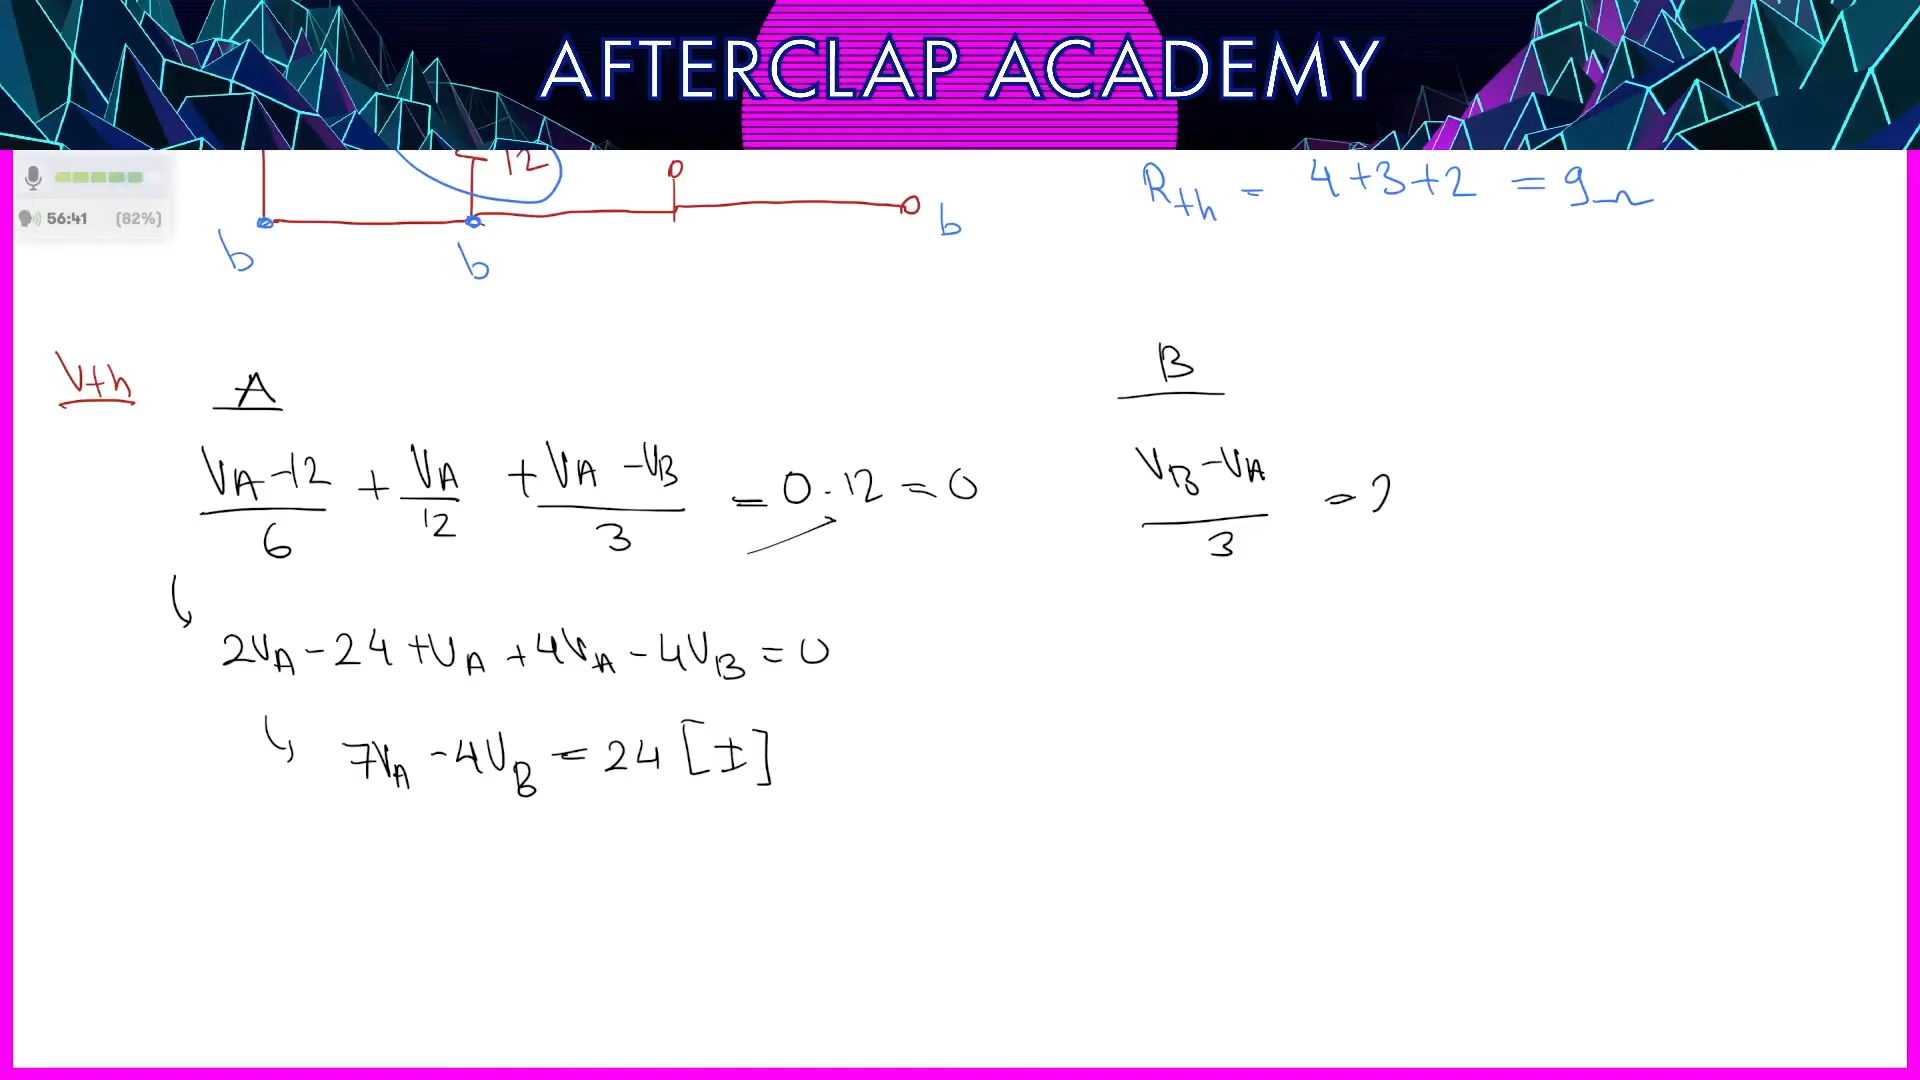 AFTERCLAP ACADEMY
12
56:41 (82%)
b
b
b
Rth = 4+3+2 = 9Ω
Vth
A
(VA-12)/6 + VA/12 + (VA-VB)/3 = 0·12 = 0
2VA-24+VA+4VA-4VB=0
7VA-4VB=24 [I]
B
(VB-VA)/3 = 2